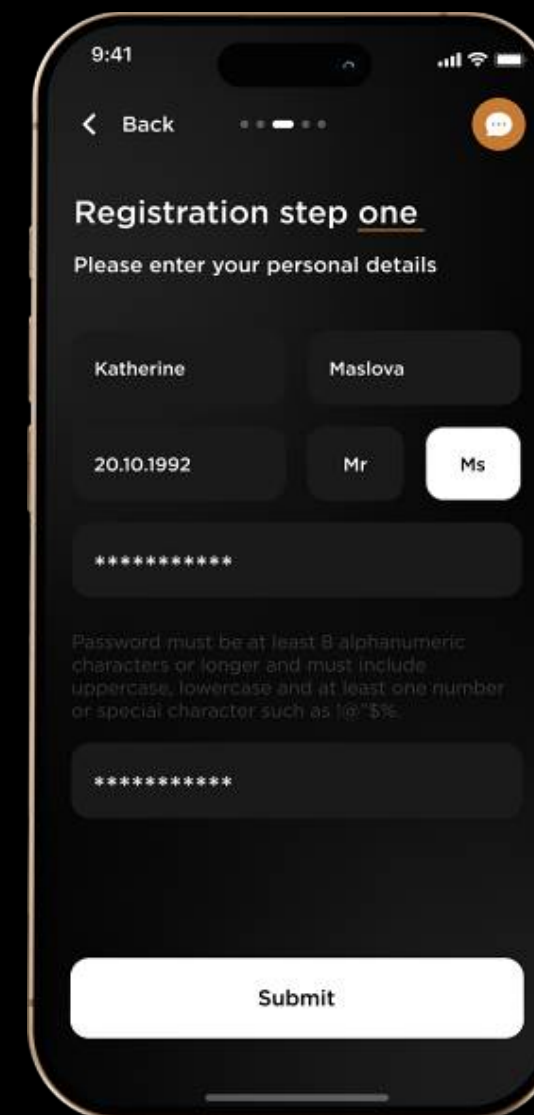 9:41
Back
Registration step one
Please enter your personal details
Katherine
Maslova
20.10.1992
Mr
Ms
***********
Password must be at least 8 alphanumeric
characters or longer and must include
uppercase, lowercase and at least one number
or special character such as !@"$%.
***********
Submit